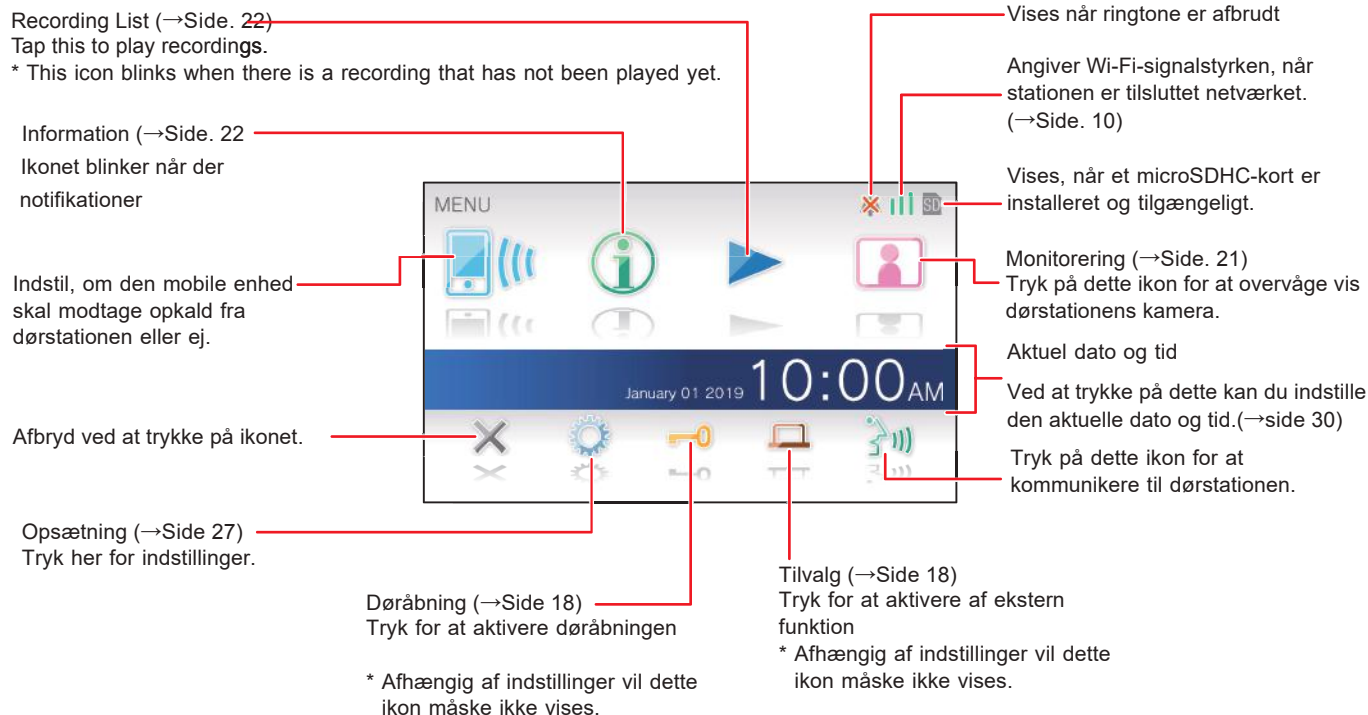 Recording List (→Side. 22)
Tap this to play recordings.
* This icon blinks when there is a recording that has not been played yet.
Information (→Side. 22
Ikonet blinker når der
notifikationer
Indstil, om den mobile enhed
skal modtage opkald fra
dørstationen eller ej.
Afbryd ved at trykke på ikonet.
Opsætning (→Side 27)
Tryk her for indstillinger.
MENU
SD
January 01 2019 10:00 AM
Vises når ringtone er afbrudt
Angiver Wi-Fi-signalstyrken, når
stationen er tilsluttet netværket.
(→Side. 10)
Vises, når et microSDHC-kort er
installeret og tilgængeligt.
Monitorering (→Side. 21)
Tryk på dette ikon for at overvåge vis
dørstationens kamera.
Aktuel dato og tid
Ved at trykke på dette kan du indstille
den aktuelle dato og tid.(→side 30)
Tryk på dette ikon for at
kommunikere til dørstationen.
Døråbning (→Side 18)
Tryk for at aktivere døråbningen
* Afhængig af indstillinger vil dette
ikon måske ikke vises.
Tilvalg (→Side 18)
Tryk for at aktivere af ekstern
funktion
* Afhængig af indstillinger vil dette
ikon måske ikke vises.